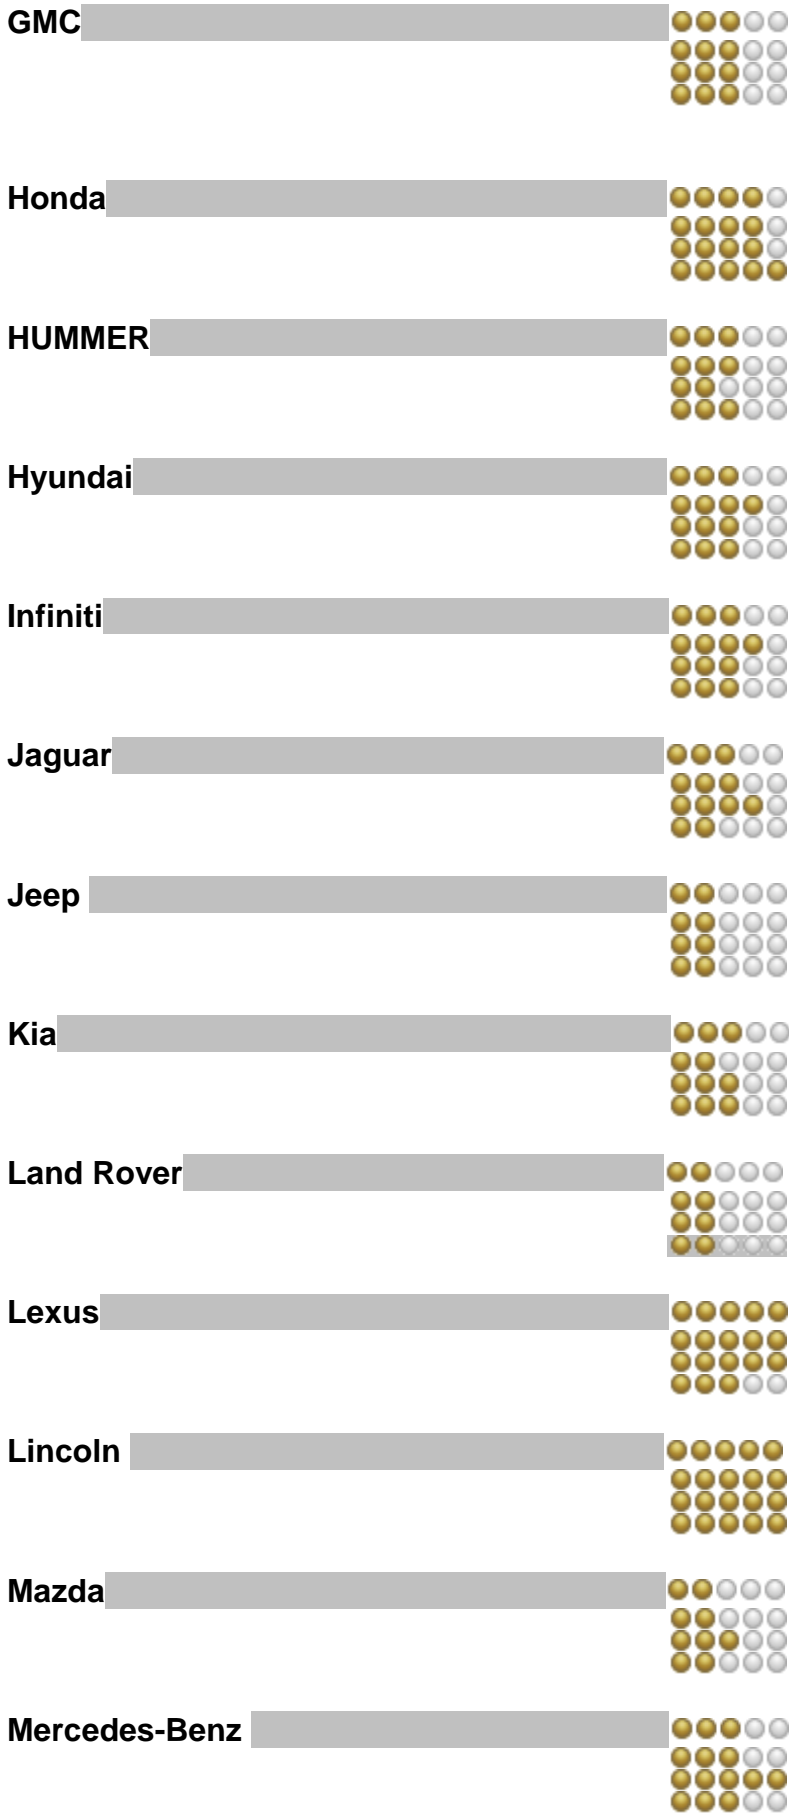 GMC
Honda
HUMMER
Hyundai
Infiniti
Jaguar
Jeep
Kia
Land Rover
Lexus
Lincoln
Mazda
Mercedes-Benz